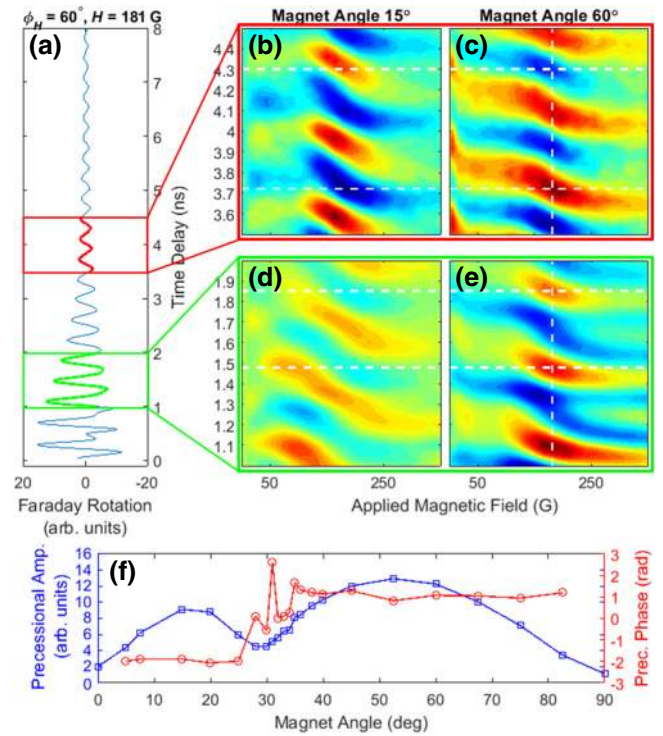 ϕH = 60°, H = 181 G
Magnet Angle 15°
Magnet Angle 60°
(a)
(b)
(c)
8
7
6
5
4
3
2
1
0
Time Delay (ns)
4.4
4.3
4.2
4.1
4
3.9
3.8
3.7
3.6
(d)
(e)
1.9
1.8
1.7
1.6
1.5
1.4
1.3
1.2
1.1
20 0 -20
Faraday Rotation
(arb. units)
50 250 50 250
Applied Magnetic Field (G)
(f)
Precessional Amp.
(arb. units)
16
14
12
10
8
6
4
2
0
3
2
1
0
-1
-2
-3
Prec. Phase (rad)
0 10 20 30 40 50 60 70 80 90
Magnet Angle (deg)